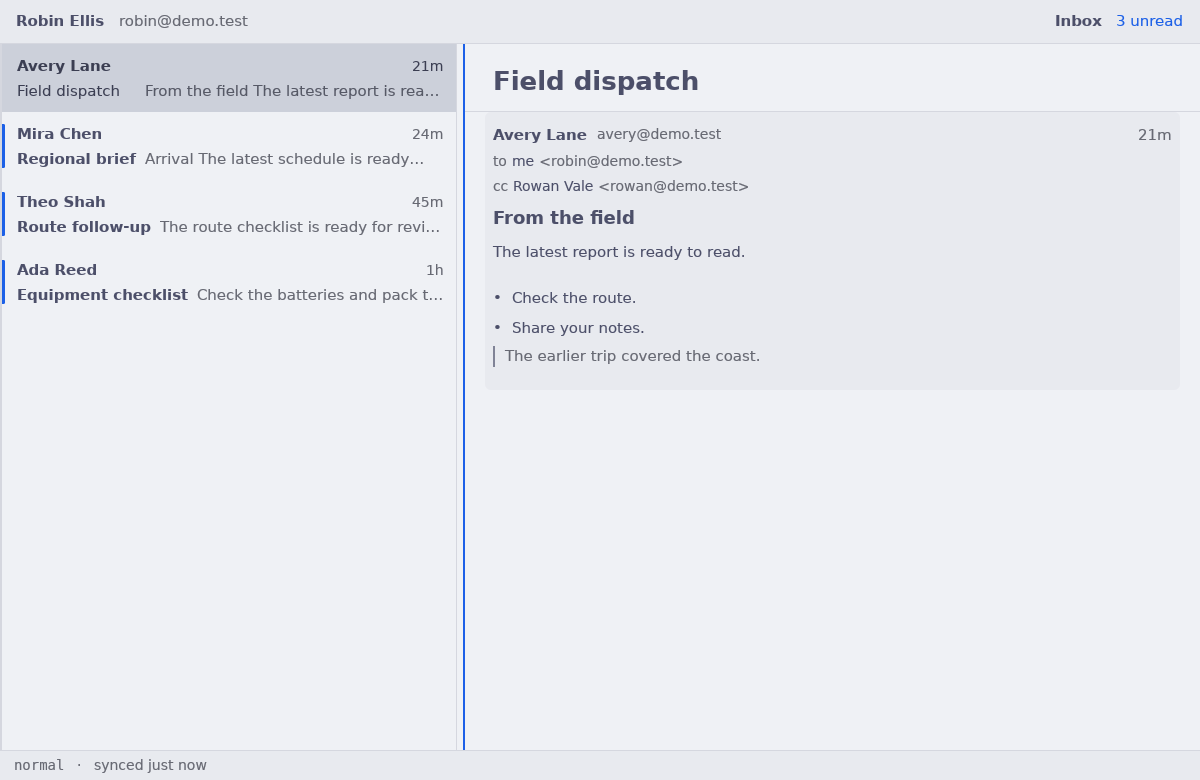 Robin Ellis robin@demo.test Inbox 3 unread
Avery Lane 21m
Field dispatch From the field The latest report is rea…
Mira Chen 24m
Regional brief Arrival The latest schedule is ready…
Theo Shah 45m
Route follow-up The route checklist is ready for revi…
Ada Reed 1h
Equipment checklist Check the batteries and pack t…
Field dispatch
Avery Lane avery@demo.test 21m
to me <robin@demo.test>
cc Rowan Vale <rowan@demo.test>
From the field
The latest report is ready to read.
• Check the route.
• Share your notes.
The earlier trip covered the coast.
normal · synced just now